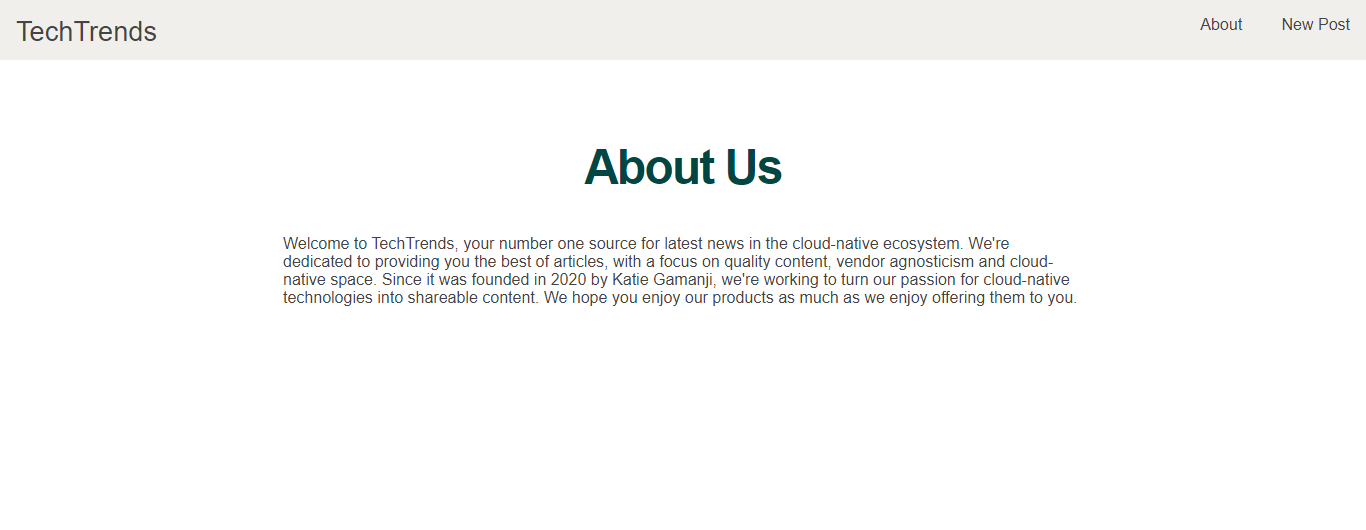 TechTrends
About
New Post
About Us
Welcome to TechTrends, your number one source for latest news in the cloud-native ecosystem. We're
dedicated to providing you the best of articles, with a focus on quality content, vendor agnosticism and cloud-
native space. Since it was founded in 2020 by Katie Gamanji, we're working to turn our passion for cloud-native
technologies into shareable content. We hope you enjoy our products as much as we enjoy offering them to you.